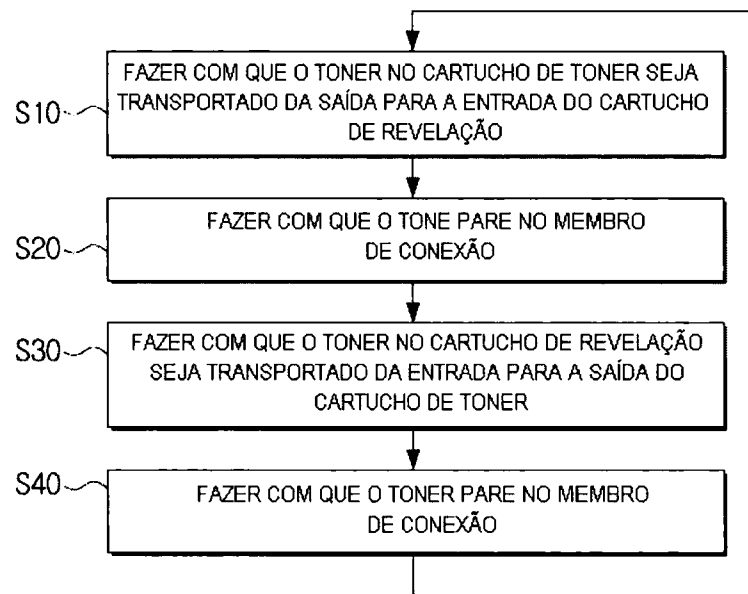 S10
FAZER COM QUE O TONER NO CARTUCHO DE TONER SEJA
TRANSPORTADO DA SAÍDA PARA A ENTRADA DO CARTUCHO
DE REVELAÇÃO
S20
FAZER COM QUE O TONE PARE NO MEMBRO
DE CONEXÃO
S30
FAZER COM QUE O TONER NO CARTUCHO DE REVELAÇÃO
SEJA TRANSPORTADO DA ENTRADA PARA A SAÍDA DO
CARTUCHO DE TONER
S40
FAZER COM QUE O TONER PARE NO MEMBRO
DE CONEXÃO